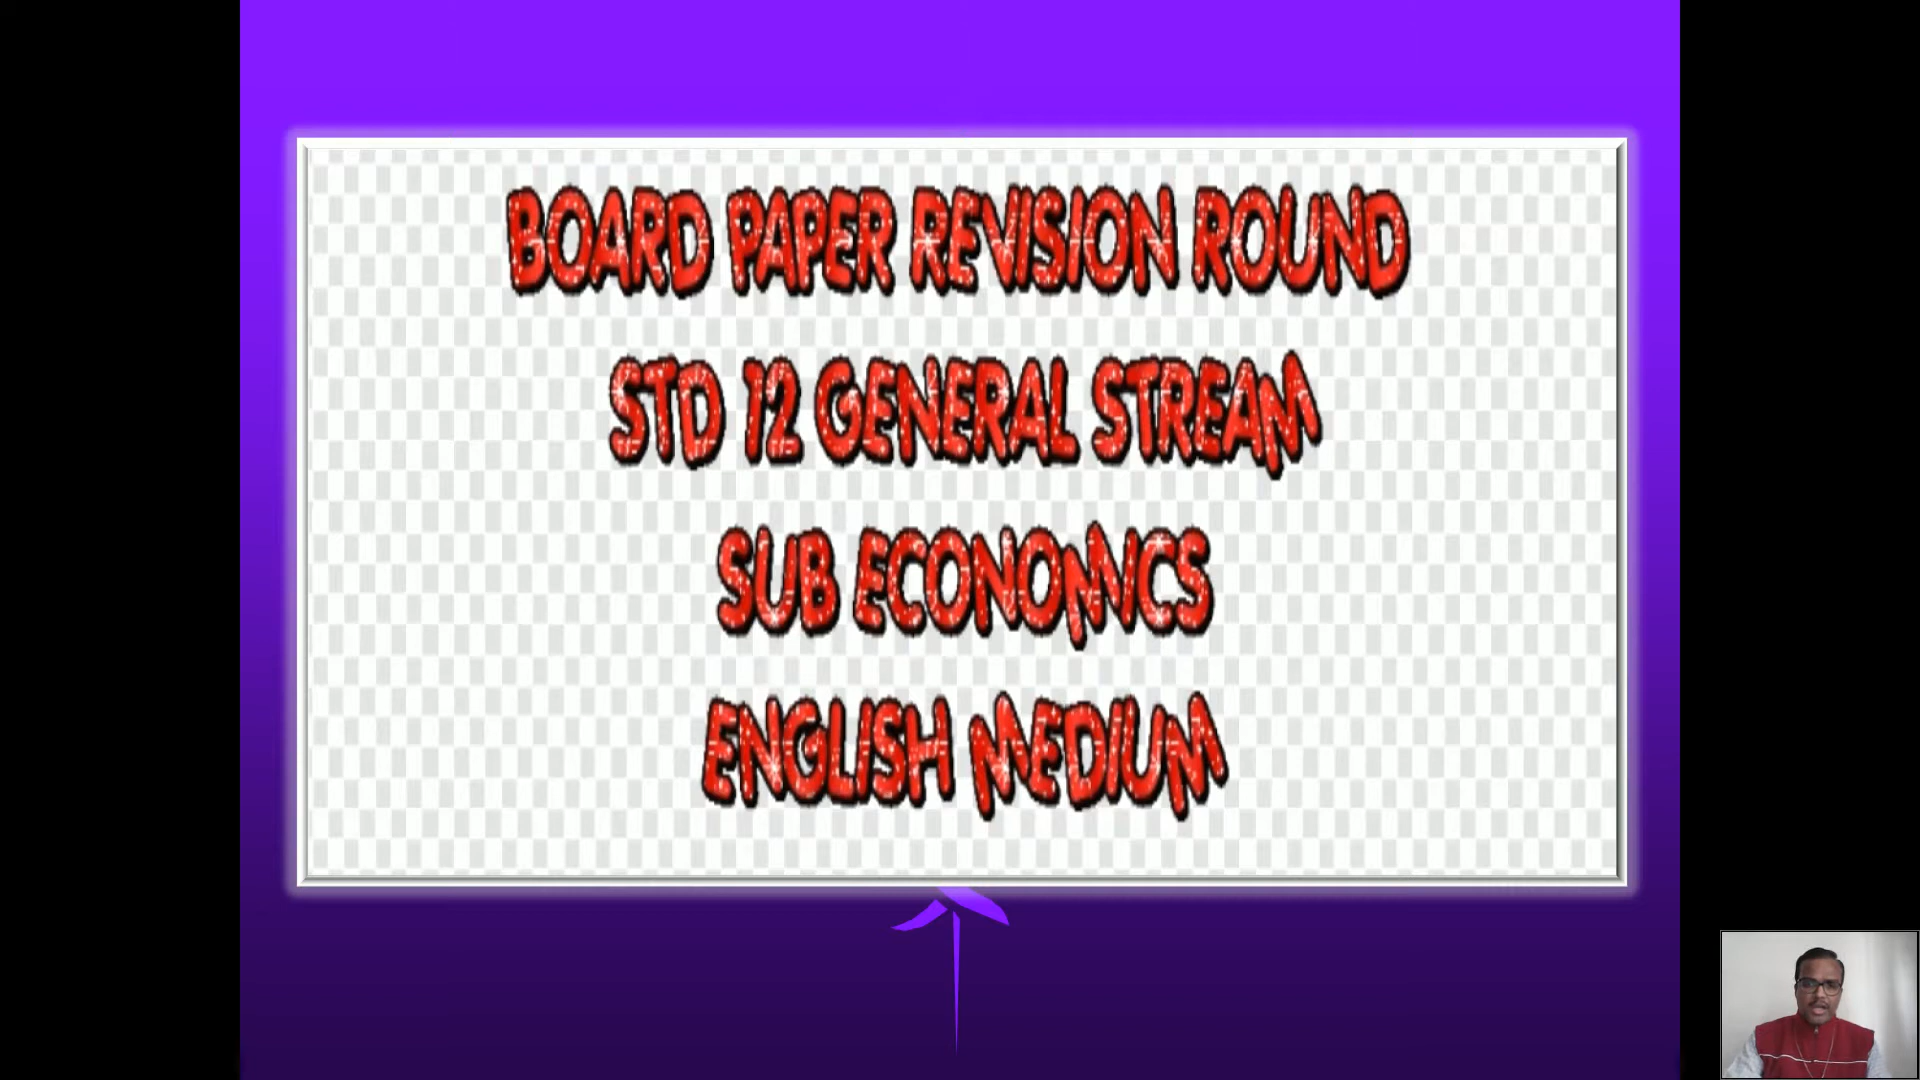 BOARD PAPER REVISION ROUND
STD 12 GENERAL STREAM
SUB ECONOMICS
ENGLISH MEDIUM